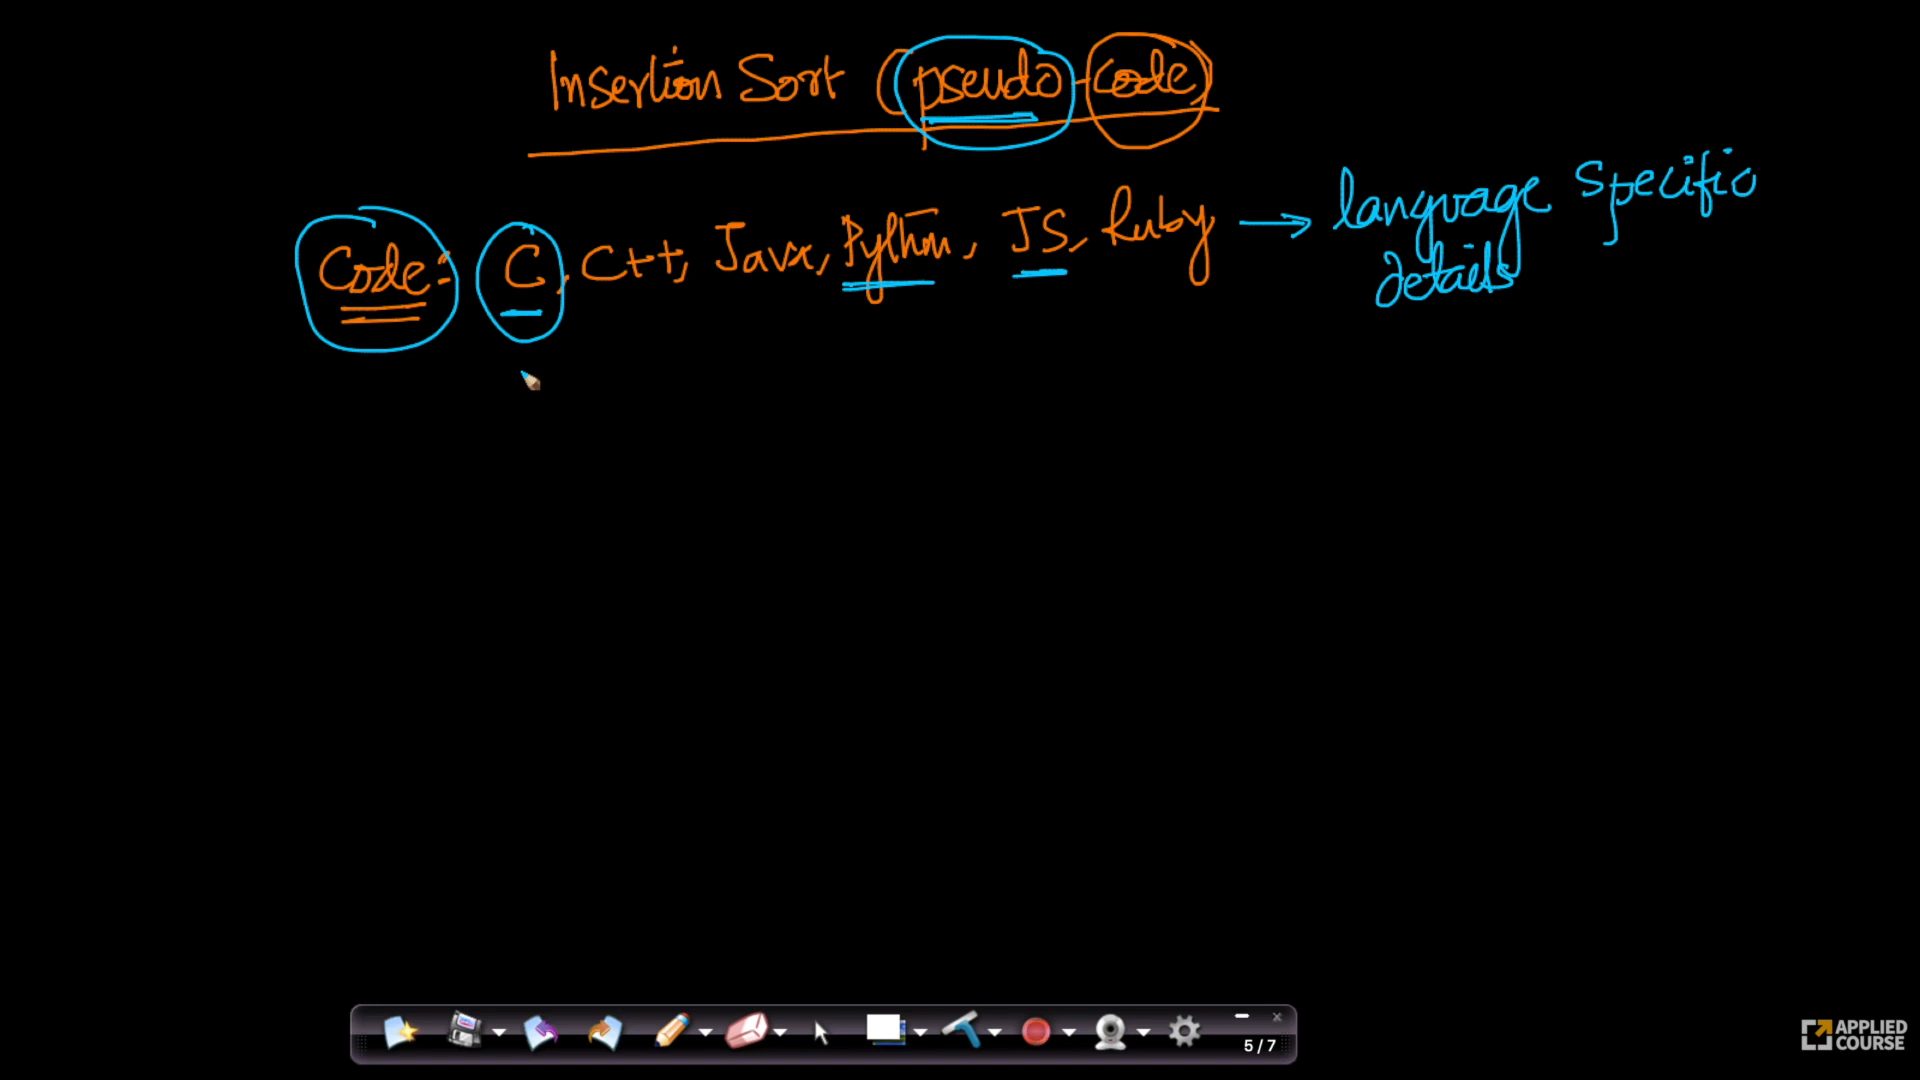 Insertion Sort (pseudo-code)
Code:- C, C++, Java, Python, JS, Ruby → language specific
details
5/7
APPLIED
COURSE